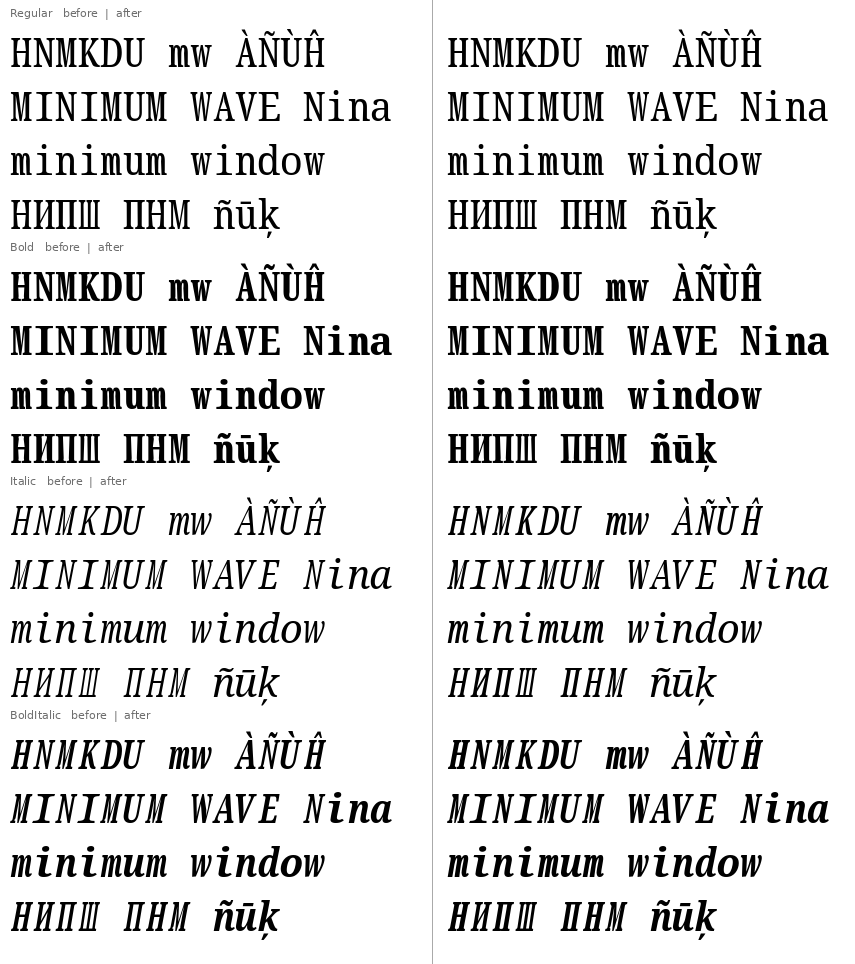 Regular before | after
HNMKDU mw ÀÑÙĤ HNMKDU mw ÀÑÙĤ
MINIMUM WAVE Nina MINIMUM WAVE Nina
minimum window minimum window
НИПШ ПНМ ñūķ НИПШ ПНМ ñūķ
Bold before | after
HNMKDU mw ÀÑÙĤ HNMKDU mw ÀÑÙĤ
MINIMUM WAVE Nina MINIMUM WAVE Nina
minimum window minimum window
НИПШ ПНМ ñūķ НИПШ ПНМ ñūķ
Italic before | after
HNMKDU mw ÀÑÙĤ HNMKDU mw ÀÑÙĤ
MINIMUM WAVE Nina MINIMUM WAVE Nina
minimum window minimum window
НИПШ ПНМ ñūķ НИПШ ПНМ ñūķ
BoldItalic before | after
HNMKDU mw ÀÑÙĤ HNMKDU mw ÀÑÙĤ
MINIMUM WAVE Nina MINIMUM WAVE Nina
minimum window minimum window
НИПШ ПНМ ñūķ НИПШ ПНМ ñūķ